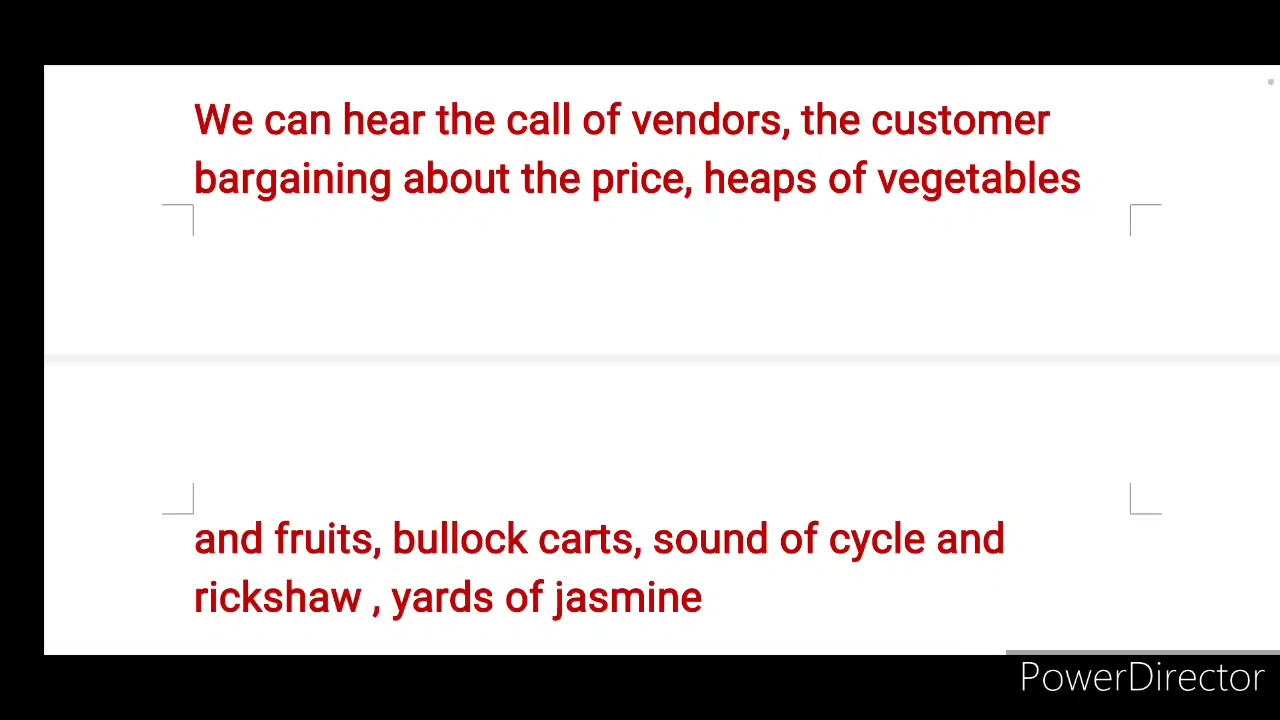 We can hear the call of vendors, the customer
bargaining about the price, heaps of vegetables
and fruits, bullock carts, sound of cycle and
rickshaw , yards of jasmine
PowerDirector